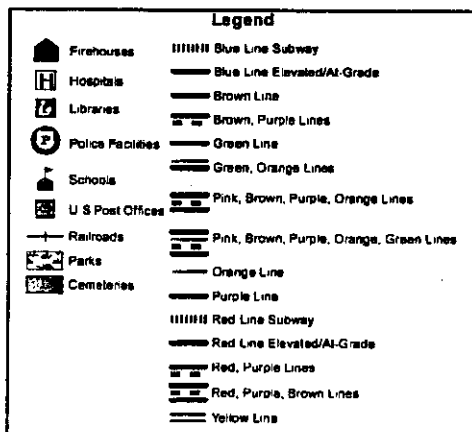 Legend
Firehouses
H Hospitals
Libraries
P Police Facilities
Schools
U S Post Offices
Railroads
Parks
Cemeteries
Blue Line Subway
Blue Line Elevated/At-Grade
Brown Line
Brown, Purple Lines
Green Line
Green, Orange Lines
Pink, Brown, Purple, Orange Lines
Pink, Brown, Purple, Orange, Green Lines
Orange Line
Purple Line
Red Line Subway
Red Line Elevated/At-Grade
Red, Purple Lines
Red, Purple, Brown Lines
Yellow Line